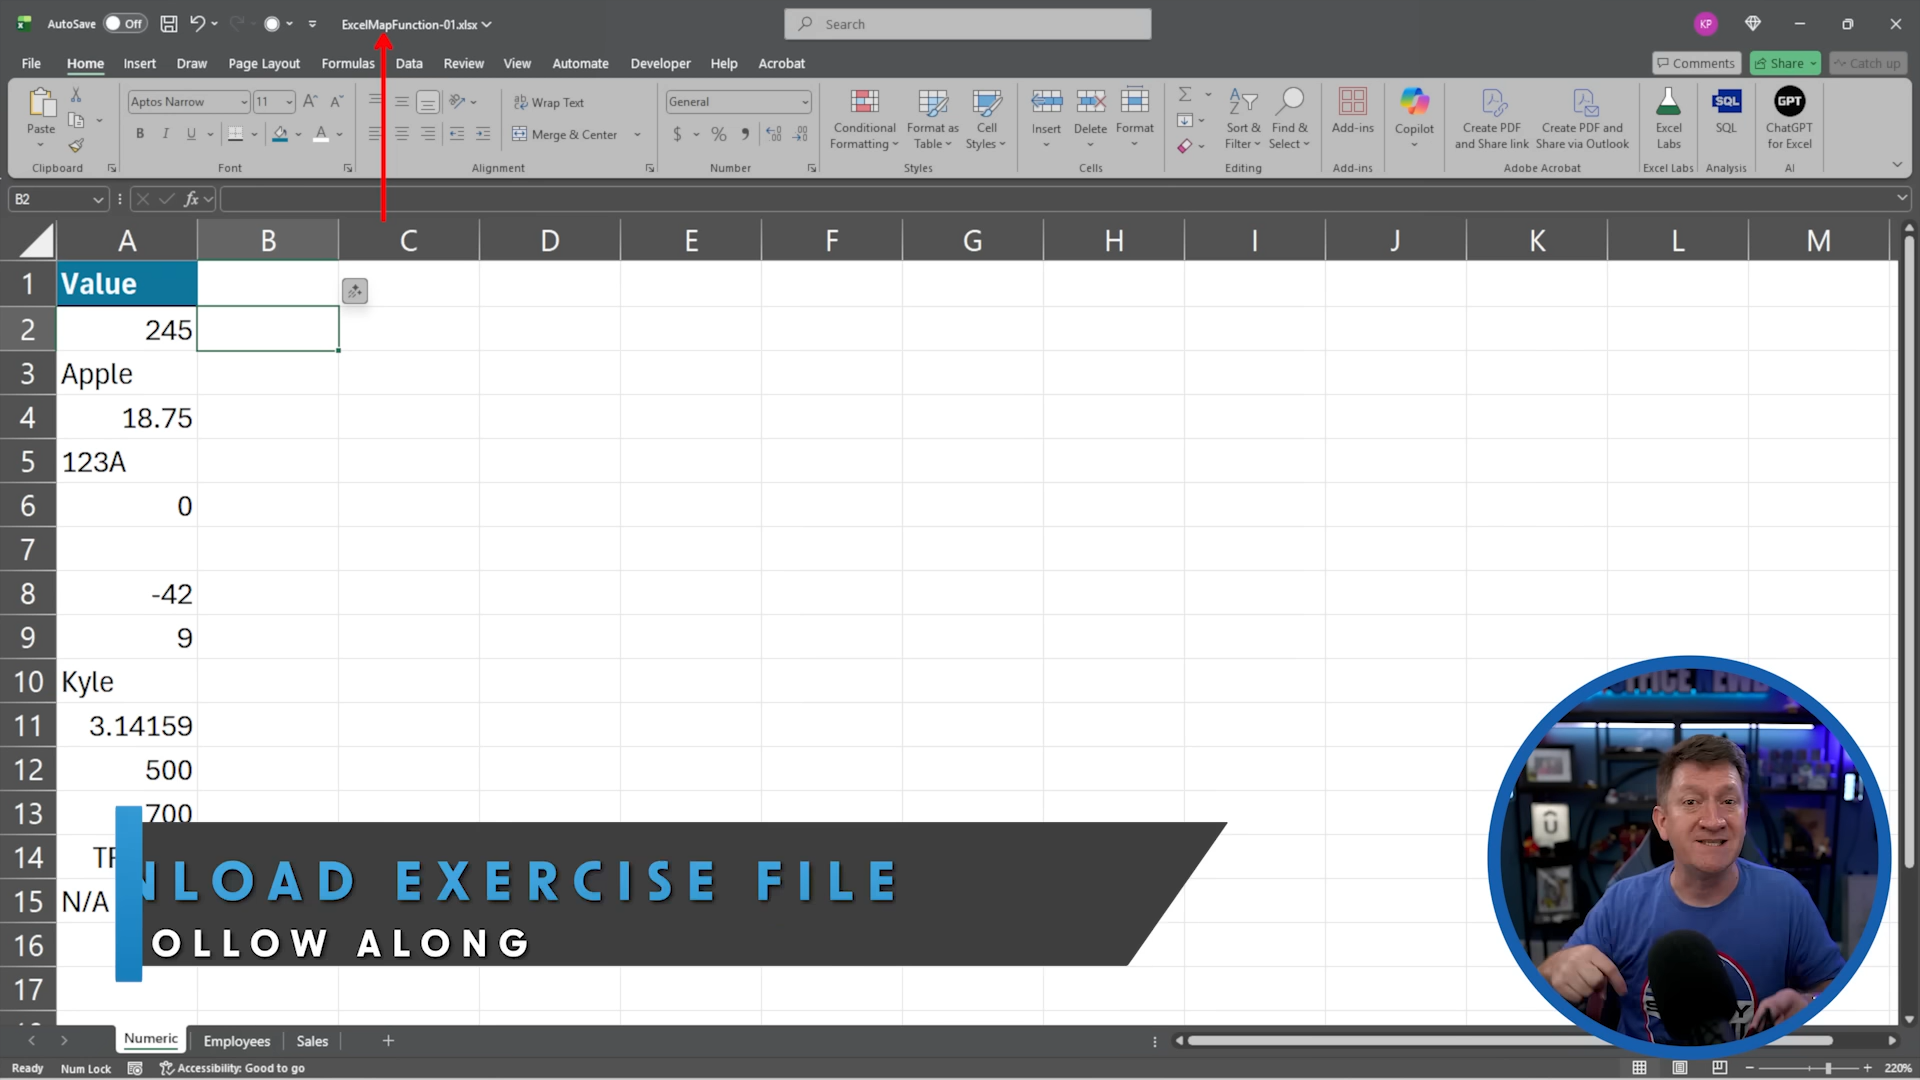 AutoSave Off ExcelMapFunction-01.xlsx Search KP
File Home Insert Draw Page Layout Formulas Data Review View Automate Developer Help Acrobat Comments Share Catch up
Paste Clipboard
Aptos Narrow 11 B I U A Font
Wrap Text Merge & Center Alignment
General $ % Number
Conditional Formatting Format as Table Cell Styles Styles
Insert Delete Format Cells
Sort & Filter Find & Select Editing
Add-ins Add-ins
Copilot
Create PDF and Share link Create PDF and Share via Outlook Adobe Acrobat
Excel Labs Excel Labs
SQL SQL Analysis
GPT ChatGPT for Excel AI
B2 fx
A B C D E F G H I J K L M
1 Value
2 245
3 Apple
4 18.75
5 123A
6 0
7
8 -42
9 9
10 Kyle
11 3.14159
12 500
13 700
14
15 N/A
16
17
NLOAD EXERCISE FILE
OLLOW ALONG
Numeric Employees Sales
Ready Num Lock Accessibility: Good to go 220%